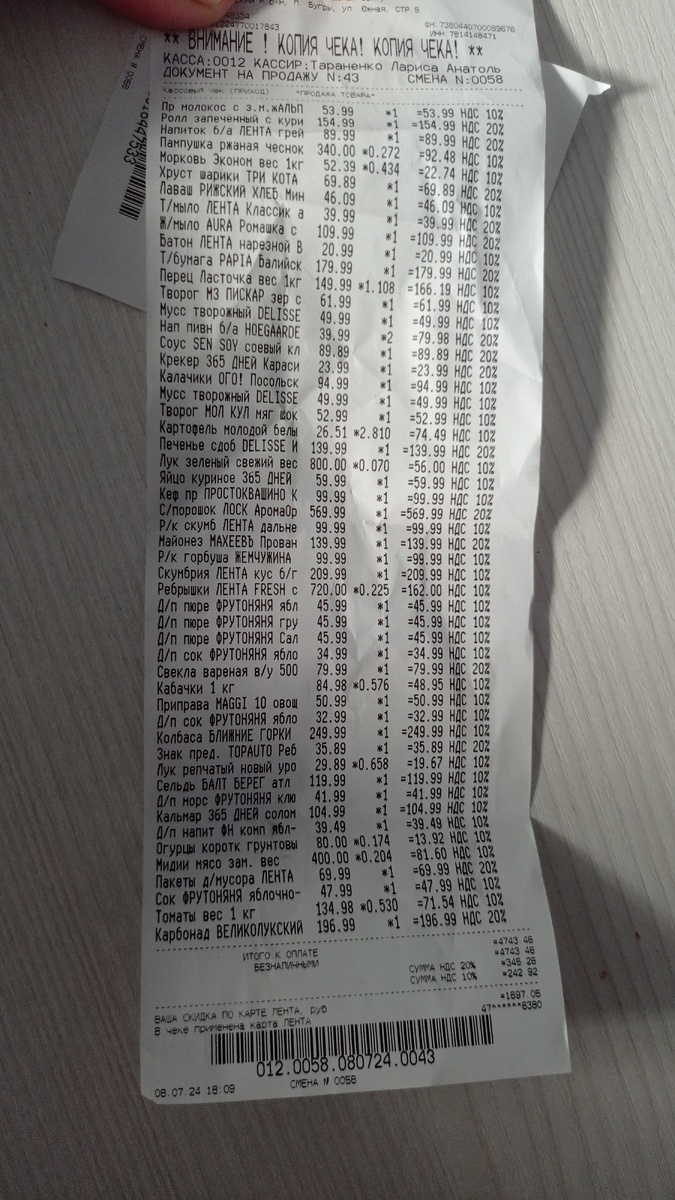 п. Бугры, ул. Южная, стр.5
ФН: 7380440700089676
ИНН: 7814148471
** ВНИМАНИЕ ! КОПИЯ ЧЕКА! КОПИЯ ЧЕКА! **
КАССА:0012 КАССИР:Тараненко Лариса Анатоль
ДОКУМЕНТ НА ПРОДАЖУ N:43 СМЕНА N:0058
КАССОВЫЙ ЧЕК (ПРИХОД) *ПРОДАЖА ТОВАРА*
Пр молокос с з.м.жАЛЬП 53.99 *1 =53.99 НДС 10%
Ролл запеченный с кури 154.99 *1 =154.99 НДС 20%
Напиток б/а ЛЕНТА грей 89.99 *1 =89.99 НДС 20%
Пампушка ржаная чеснок 340.00 *0.272 =92.48 НДС 20%
Морковь Эконом вес 1кг 52.39 *0.434 =22.74 НДС 10%
Хруст шарики ТРИ КОТА 69.89 *1 =69.89 НДС 20%
Лаваш РИЖСКИЙ ХЛЕБ Мин 46.09 *1 =46.09 НДС 10%
Т/мыло ЛЕНТА Классик а 39.99 *1 =39.99 НДС 20%
Ж/мыло AURA Ромашка с 109.99 *1 =109.99 НДС 20%
Батон ЛЕНТА нарезной В 20.99 *1 =20.99 НДС 10%
Т/бумага PAPIA Балийск 179.99 *1 =179.99 НДС 20%
Перец Ласточка вес 1кг 149.99 *1.108 =166.19 НДС 10%
Творог МЗ ПИСКАР зер с 61.99 *1 =61.99 НДС 10%
Мусс творожный DELISSE 49.99 *1 =49.99 НДС 10%
Нап пивн б/а HOEGAARDE 39.99 *2 =79.98 НДС 20%
Соус SEN SOY соевый кл 89.89 *1 =89.89 НДС 20%
Крекер 365 ДНЕЙ Караси 23.99 *1 =23.99 НДС 20%
Калачики ОГО! Посольск 94.99 *1 =94.99 НДС 10%
Мусс творожный DELISSE 49.99 *1 =49.99 НДС 10%
Творог МОЛ КУЛ мяг шок 52.99 *1 =52.99 НДС 10%
Картофель молодой белы 26.51 *2.810 =74.49 НДС 10%
Печенье сдоб DELISSE И 139.99 *1 =139.99 НДС 20%
Лук зеленый свежий вес 800.00 *0.070 =56.00 НДС 10%
Яйцо куриное 365 ДНЕЙ 59.99 *1 =59.99 НДС 10%
Кеф пр ПРОСТОКВАШИНО К 99.99 *1 =99.99 НДС 10%
С/порошок ЛОСК АромаОр 569.99 *1 =569.99 НДС 20%
Р/к скумб ЛЕНТА дальне 99.99 *1 =99.99 НДС 10%
Майонез МАХЕЕВЪ Прован 139.99 *1 =139.99 НДС 20%
Р/к горбуша ЖЕМЧУЖИНА 99.99 *1 =99.99 НДС 10%
Скумбрия ЛЕНТА кус б/г 209.99 *1 =209.99 НДС 10%
Ребрышки ЛЕНТА FRESH с 720.00 *0.225 =162.00 НДС 10%
Д/п пюре ФРУТОНЯНЯ ябл 45.99 *1 =45.99 НДС 10%
Д/п пюре ФРУТОНЯНЯ гру 45.99 *1 =45.99 НДС 10%
Д/п пюре ФРУТОНЯНЯ Сал 45.99 *1 =45.99 НДС 10%
Д/п сок ФРУТОНЯНЯ ябло 34.99 *1 =34.99 НДС 10%
Свекла вареная в/у 500 79.99 *1 =79.99 НДС 20%
Кабачки 1 кг 84.98 *0.576 =48.95 НДС 10%
Приправа MAGGI 10 овощ 50.99 *1 =50.99 НДС 20%
Д/п сок ФРУТОНЯНЯ ябло 32.99 *1 =32.99 НДС 10%
Колбаса БЛИЖНИЕ ГОРКИ 249.99 *1 =249.99 НДС 10%
Знак пред. TOPAUTO Реб 35.89 *1 =35.89 НДС 20%
Лук репчатый новый уро 29.89 *0.658 =19.67 НДС 10%
Сельдь БАЛТ БЕРЕГ атл 119.99 *1 =119.99 НДС 10%
Д/п морс ФРУТОНЯНЯ клю 41.99 *1 =41.99 НДС 10%
Кальмар 365 ДНЕЙ солом 104.99 *1 =104.99 НДС 10%
Д/п напит ФН комп ябл- 39.49 *1 =39.49 НДС 10%
Огурцы коротк грунтовы 80.00 *0.174 =13.92 НДС 10%
Мидии мясо зам. вес 400.00 *0.204 =81.60 НДС 10%
Пакеты д/мусора ЛЕНТА 69.99 *1 =69.99 НДС 20%
Сок ФРУТОНЯНЯ яблочно- 47.99 *1 =47.99 НДС 10%
Томаты вес 1 кг 134.98 *0.530 =71.54 НДС 10%
Карбонад ВЕЛИКОЛУКСКИЙ 196.99 *1 =196.99 НДС 20%
ИТОГО К ОПЛАТЕ =4743.46
БЕЗНАЛИЧНЫМИ =4743.46
СУММА НДС 20% =346.26
СУММА НДС 10% =242.92
ВАША СКИДКА ПО КАРТЕ ЛЕНТА, руб =1697.05
В чеке применена карта ЛЕНТА 47******6380
012.0058.080724.0043
08.07.24 18:09 СМЕНА N 0058